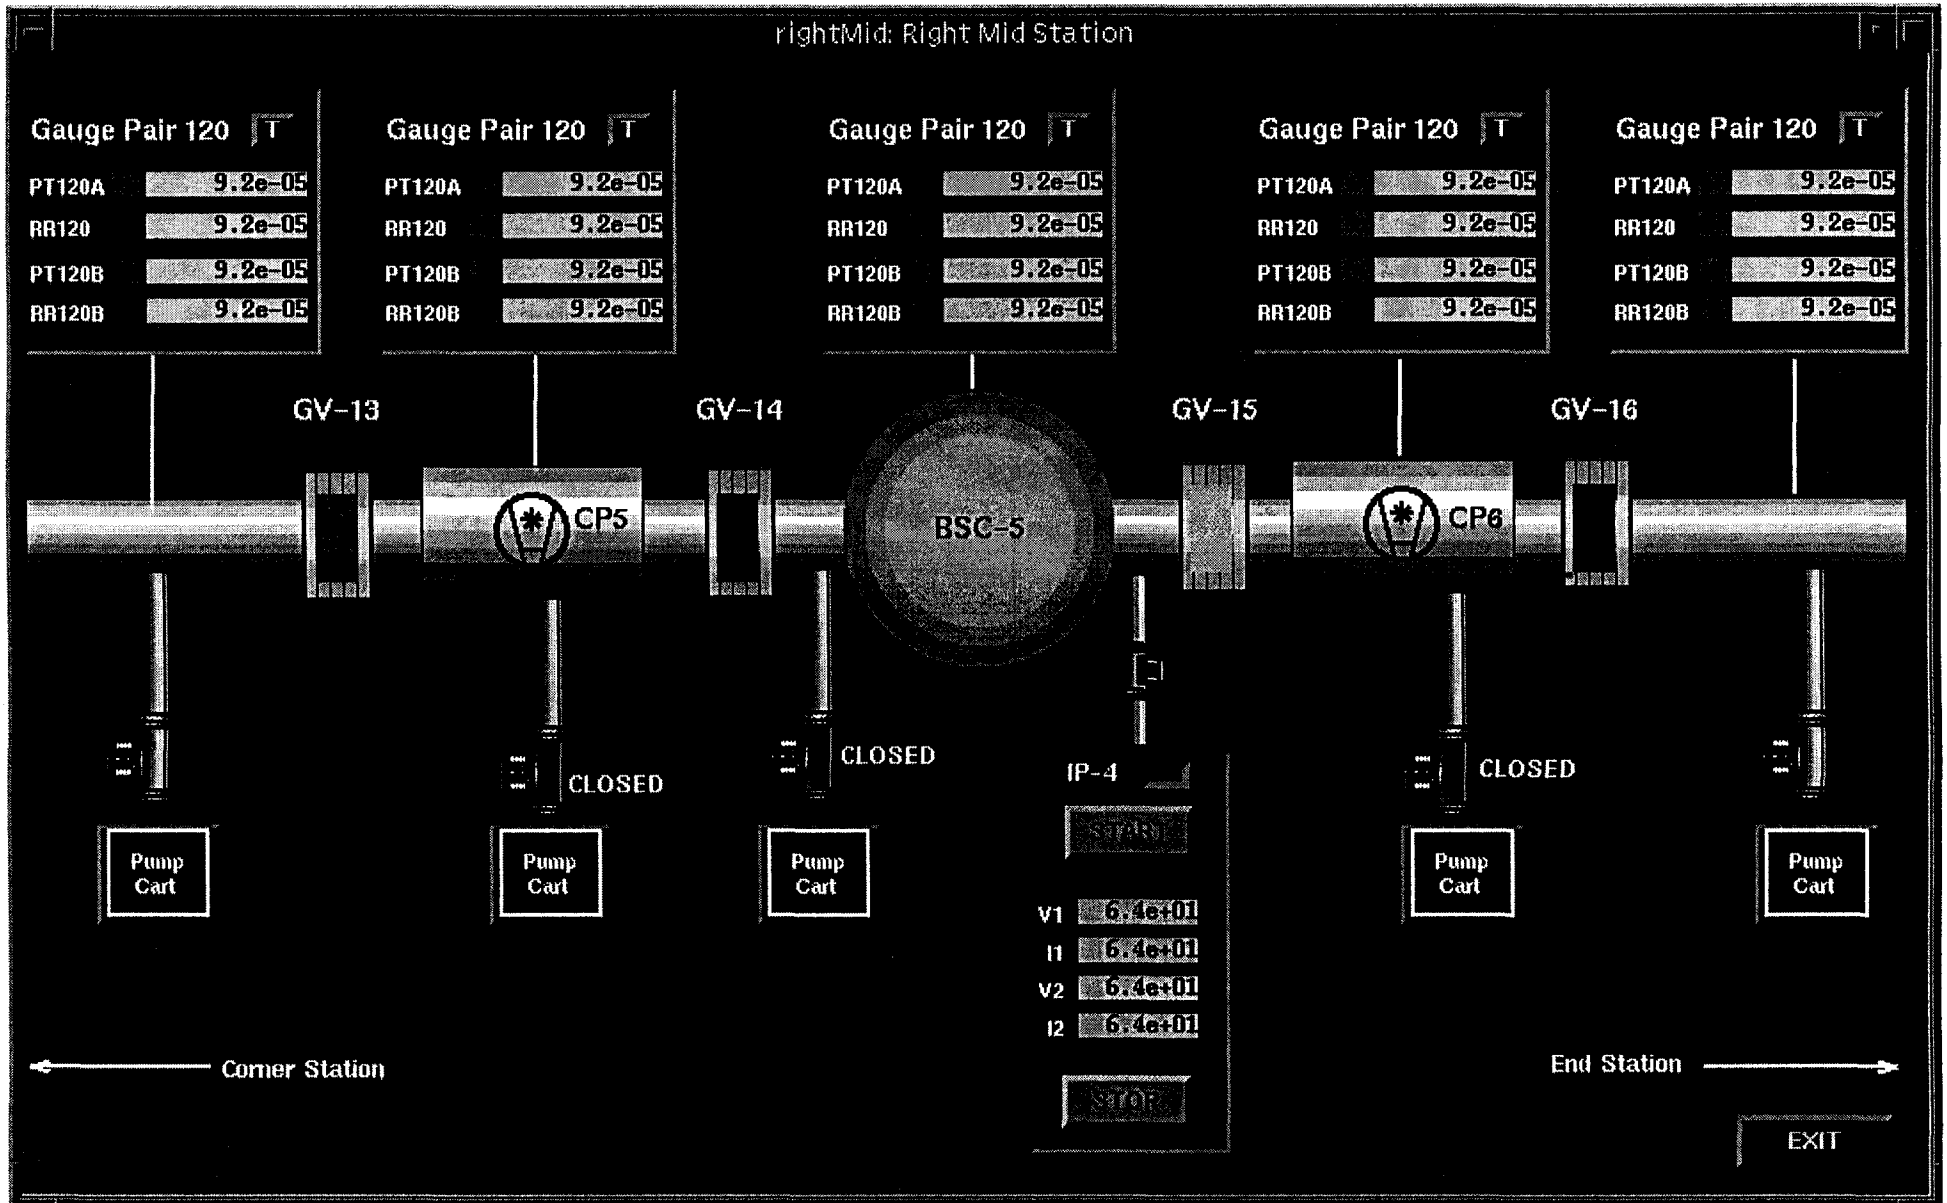 rightMid: Right Mid Station
Gauge Pair 120 T
PT120A 9.2e-05
RR120 9.2e-05
PT120B 9.2e-05
RR120B 9.2e-05
Gauge Pair 120 T
PT120A 9.2e-05
RR120 9.2e-05
PT120B 9.2e-05
RR120B 9.2e-05
Gauge Pair 120 T
PT120A 9.2e-05
RR120 9.2e-05
PT120B 9.2e-05
RR120B 9.2e-05
Gauge Pair 120 T
PT120A 9.2e-05
RR120 9.2e-05
PT120B 9.2e-05
RR120B 9.2e-05
Gauge Pair 120 T
PT120A 9.2e-05
RR120 9.2e-05
PT120B 9.2e-05
RR120B 9.2e-05
GV-13
GV-14
GV-15
GV-16
CP5
BSC-5
CP6
CLOSED
CLOSED
CLOSED
Pump
Cart
Pump
Cart
Pump
Cart
IP-4
START
V1 6.4e+01
I1 6.4e+01
V2 6.4e+01
I2 6.4e+01
STOP
Pump
Cart
Pump
Cart
Corner Station
End Station
EXIT